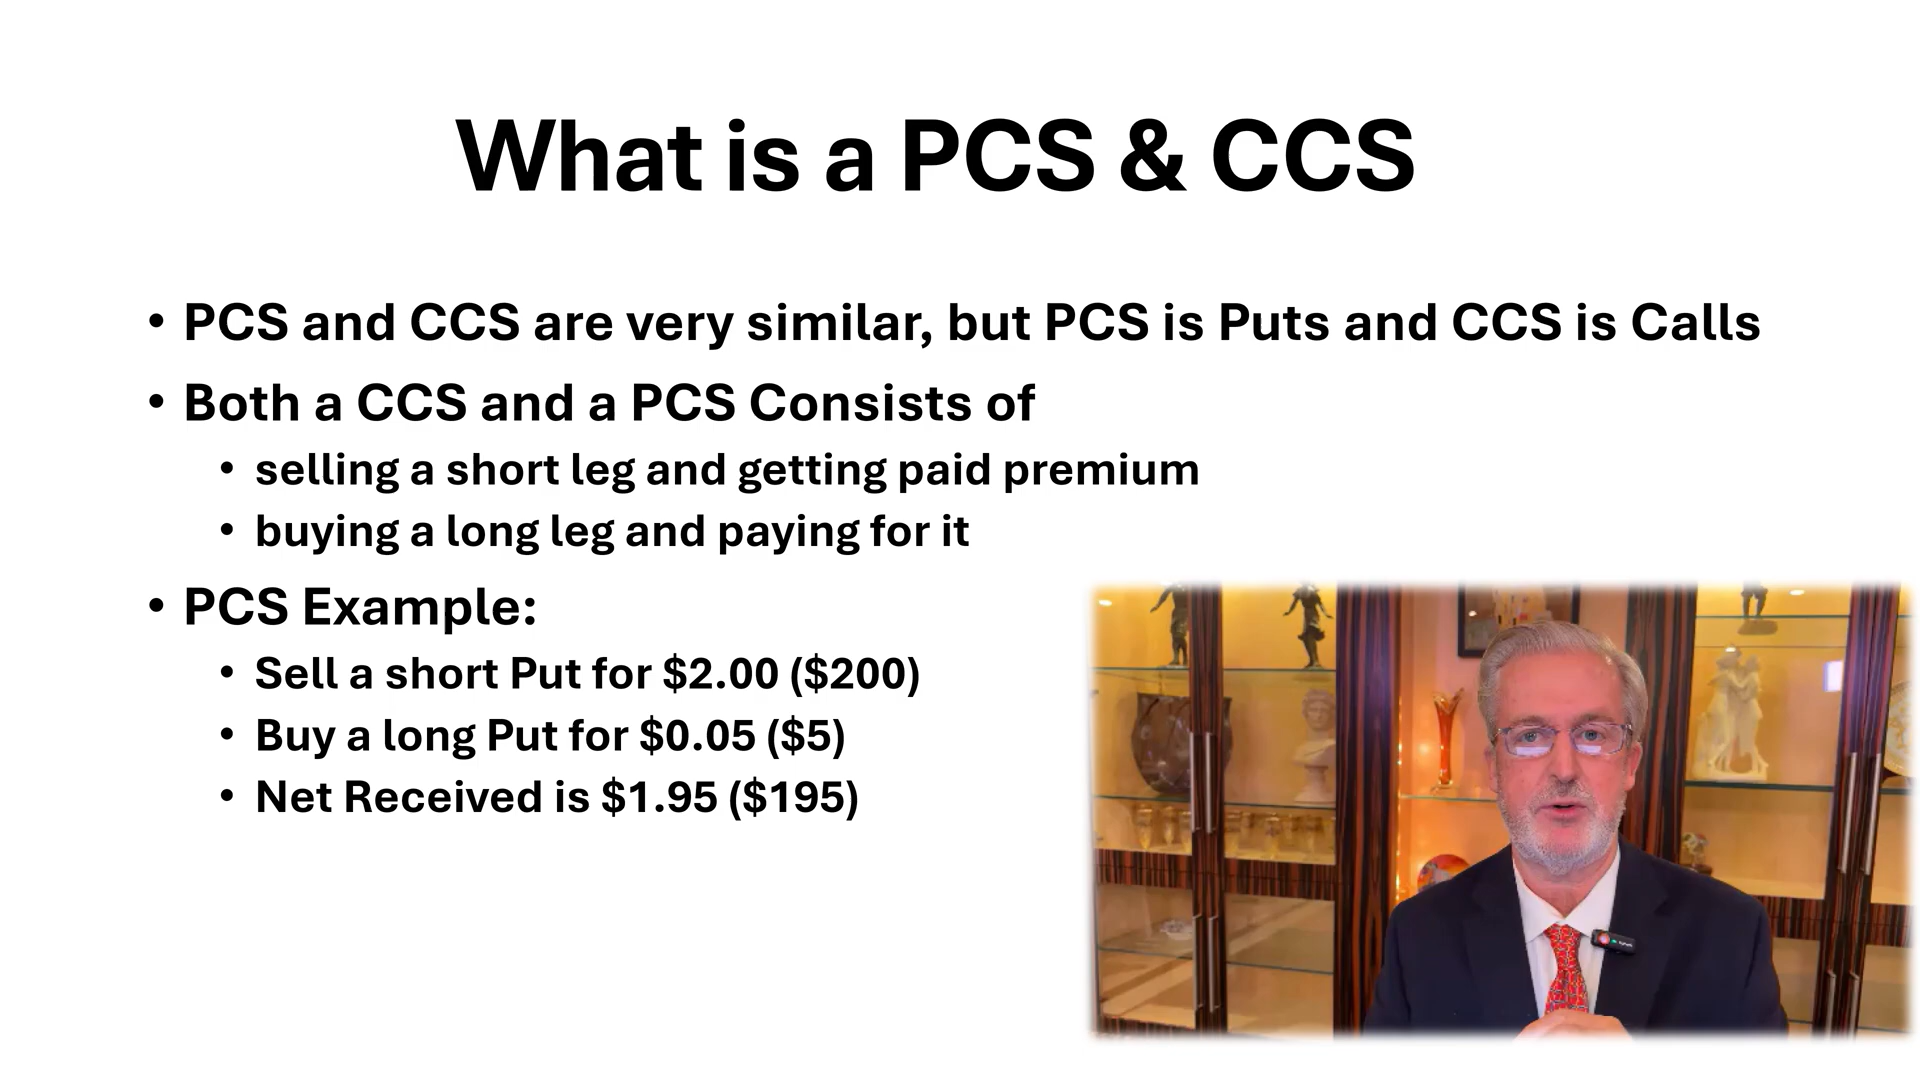 What is a PCS & CCS
• PCS and CCS are very similar, but PCS is Puts and CCS is Calls
• Both a CCS and a PCS Consists of
• selling a short leg and getting paid premium
• buying a long leg and paying for it
• PCS Example:
• Sell a short Put for $2.00 ($200)
• Buy a long Put for $0.05 ($5)
• Net Received is $1.95 ($195)